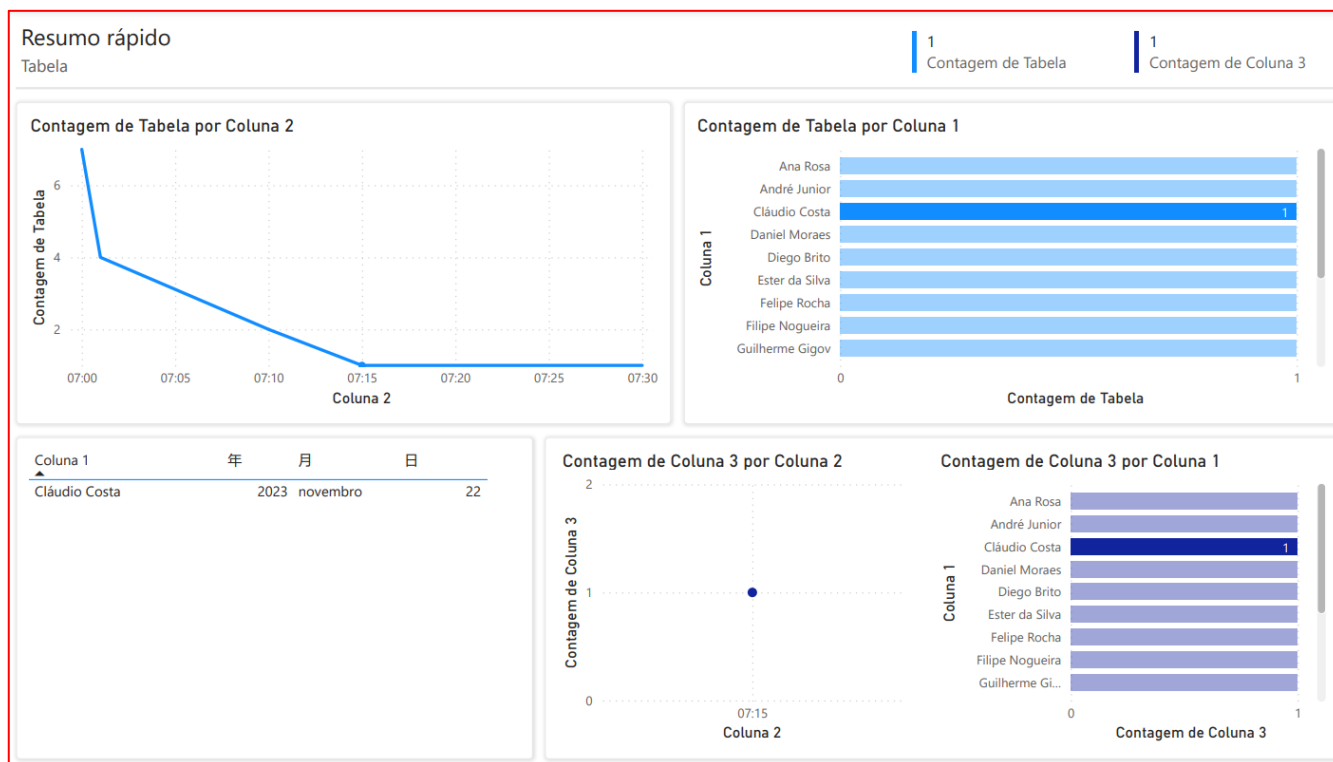 Resumo rápido
Tabela
1
Contagem de Tabela
1
Contagem de Coluna 3
Contagem de Tabela por Coluna 2
Contagem de Tabela
6
4
2
07:00 07:05 07:10 07:15 07:20 07:25 07:30
Coluna 2
Contagem de Tabela por Coluna 1
Coluna 1
Ana Rosa
André Junior
Cláudio Costa 1
Daniel Moraes
Diego Brito
Ester da Silva
Felipe Rocha
Filipe Nogueira
Guilherme Gigov
0 1
Contagem de Tabela
Coluna 1 年 月 日
Cláudio Costa 2023 novembro 22
Contagem de Coluna 3 por Coluna 2
Contagem de Coluna 3
2
1
0
07:15
Coluna 2
Contagem de Coluna 3 por Coluna 1
Coluna 1
Ana Rosa
André Junior
Cláudio Costa 1
Daniel Moraes
Diego Brito
Ester da Silva
Felipe Rocha
Filipe Nogueira
Guilherme Gi...
0 1
Contagem de Coluna 3